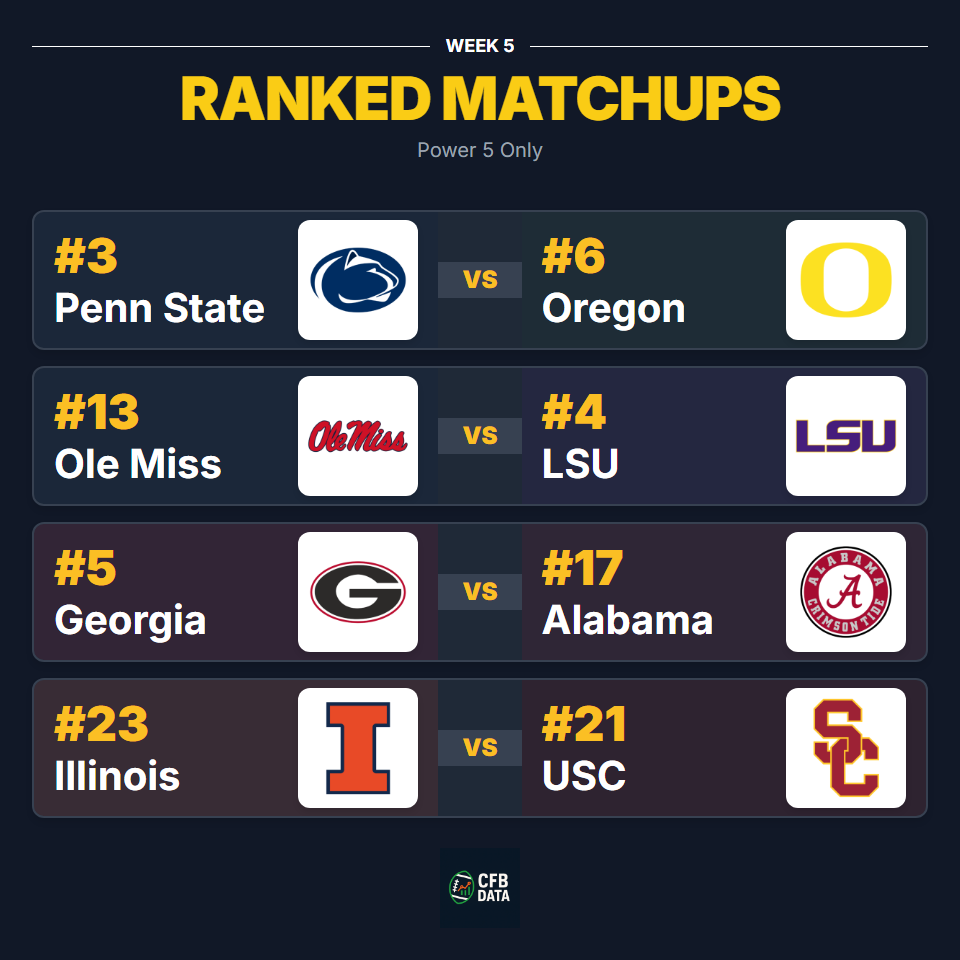 WEEK 5
RANKED MATCHUPS
Power 5 Only
#3
Penn State
VS
#6
Oregon
O
#13
Ole Miss
Ole Miss
VS
#4
LSU
LSU
#5
Georgia
G
VS
#17
Alabama
ALABAMA
A
CRIMSON TIDE
#23
Illinois
I
VS
#21
USC
SC
CFB
DATA